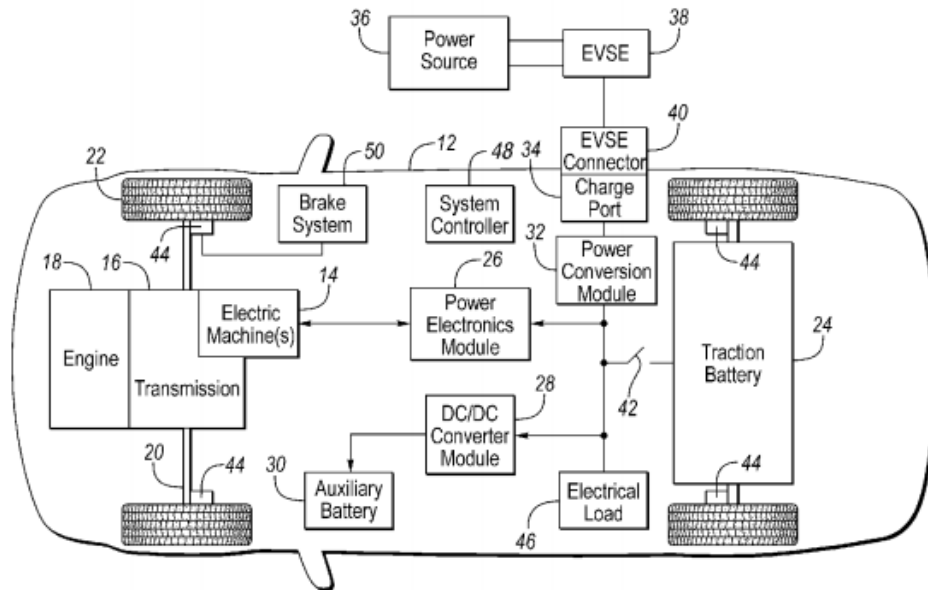 36
Power
Source
EVSE
38
40
EVSE
Connector
34
Charge
Port
22
50
12
48
Brake
System
System
Controller
44
44
32
Power
Conversion
Module
18
16
14
26
Electric
Machine(s)
Power
Electronics
Module
Engine
Transmission
Traction
Battery
24
42
28
DC/DC
Converter
Module
20
44
30
Auxiliary
Battery
Electrical
Load
46
44